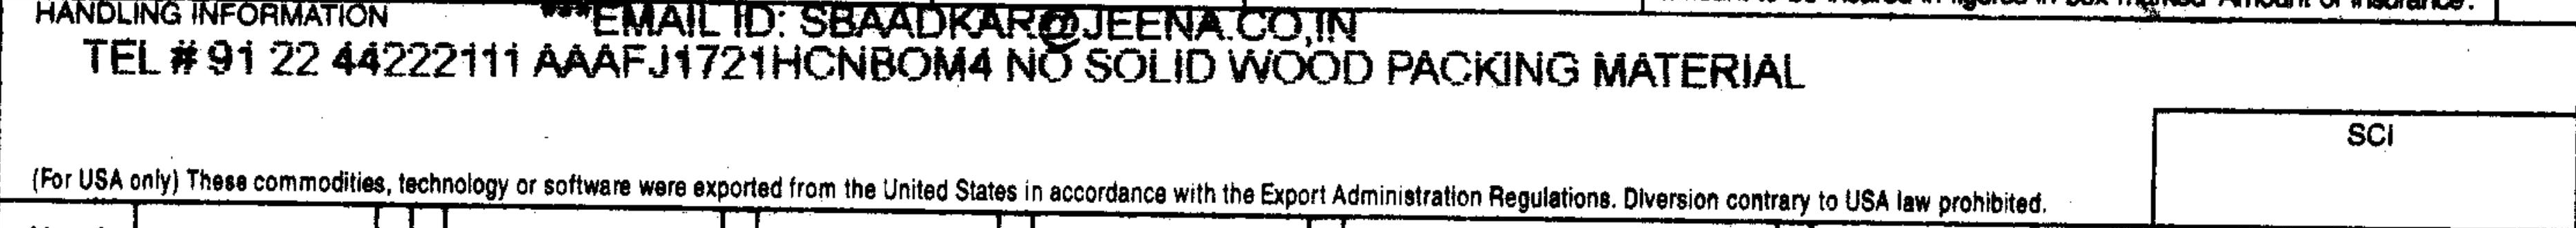 HANDLING INFORMATION ***EMAIL ID: SBAADKAR@JEENA.CO,IN
TEL # 91 22 44222111 AAAFJ1721HCNBOM4 NO SOLID WOOD PACKING MATERIAL
SCI
(For USA only) These commodities, technology or software were exported from the United States in accordance with the Export Administration Regulations. Diversion contrary to USA law prohibited.